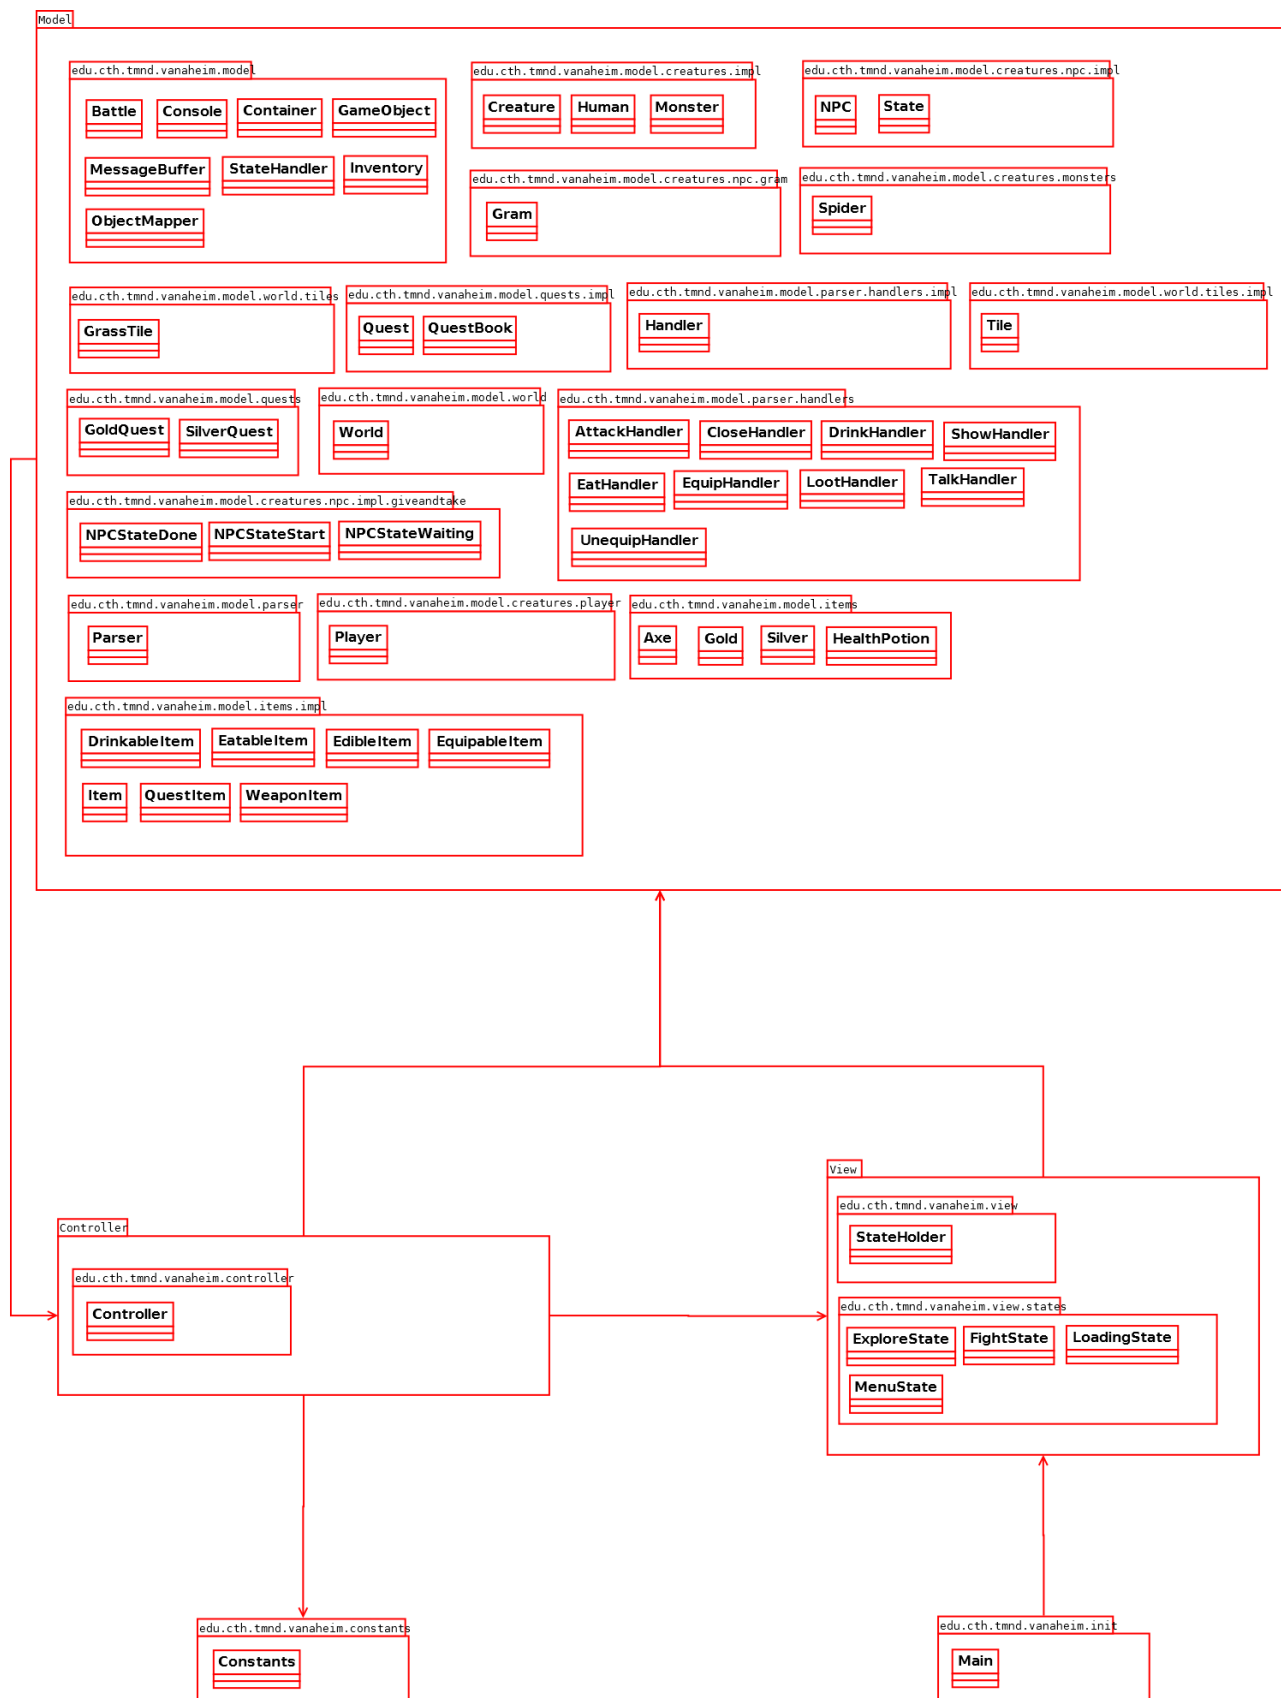 Model
edu.cth.tmnd.vanaheim.model
Battle
Console
Container
GameObject
MessageBuffer
StateHandler
Inventory
ObjectMapper
edu.cth.tmnd.vanaheim.model.creatures.impl
Creature
Human
Monster
edu.cth.tmnd.vanaheim.model.creatures.npc.impl
NPC
State
edu.cth.tmnd.vanaheim.model.creatures.npc.gram
Gram
edu.cth.tmnd.vanaheim.model.creatures.monsters
Spider
edu.cth.tmnd.vanaheim.model.world.tiles
GrassTile
edu.cth.tmnd.vanaheim.model.quests.impl
Quest
QuestBook
edu.cth.tmnd.vanaheim.model.parser.handlers.impl
Handler
edu.cth.tmnd.vanaheim.model.world.tiles.impl
Tile
edu.cth.tmnd.vanaheim.model.quests
GoldQuest
SilverQuest
edu.cth.tmnd.vanaheim.model.world
World
edu.cth.tmnd.vanaheim.model.parser.handlers
AttackHandler
CloseHandler
DrinkHandler
ShowHandler
EatHandler
EquipHandler
LootHandler
TalkHandler
UnequipHandler
edu.cth.tmnd.vanaheim.model.creatures.npc.impl.giveandtake
NPCStateDone
NPCStateStart
NPCStateWaiting
edu.cth.tmnd.vanaheim.model.parser
Parser
edu.cth.tmnd.vanaheim.model.creatures.player
Player
edu.cth.tmnd.vanaheim.model.items
Axe
Gold
Silver
HealthPotion
edu.cth.tmnd.vanaheim.model.items.impl
DrinkableItem
EatableItem
EdibleItem
EquipableItem
Item
QuestItem
WeaponItem
Controller
edu.cth.tmnd.vanaheim.controller
Controller
View
edu.cth.tmnd.vanaheim.view
StateHolder
edu.cth.tmnd.vanaheim.view.states
ExploreState
FightState
LoadingState
MenuState
edu.cth.tmnd.vanaheim.constants
Constants
edu.cth.tmnd.vanaheim.init
Main